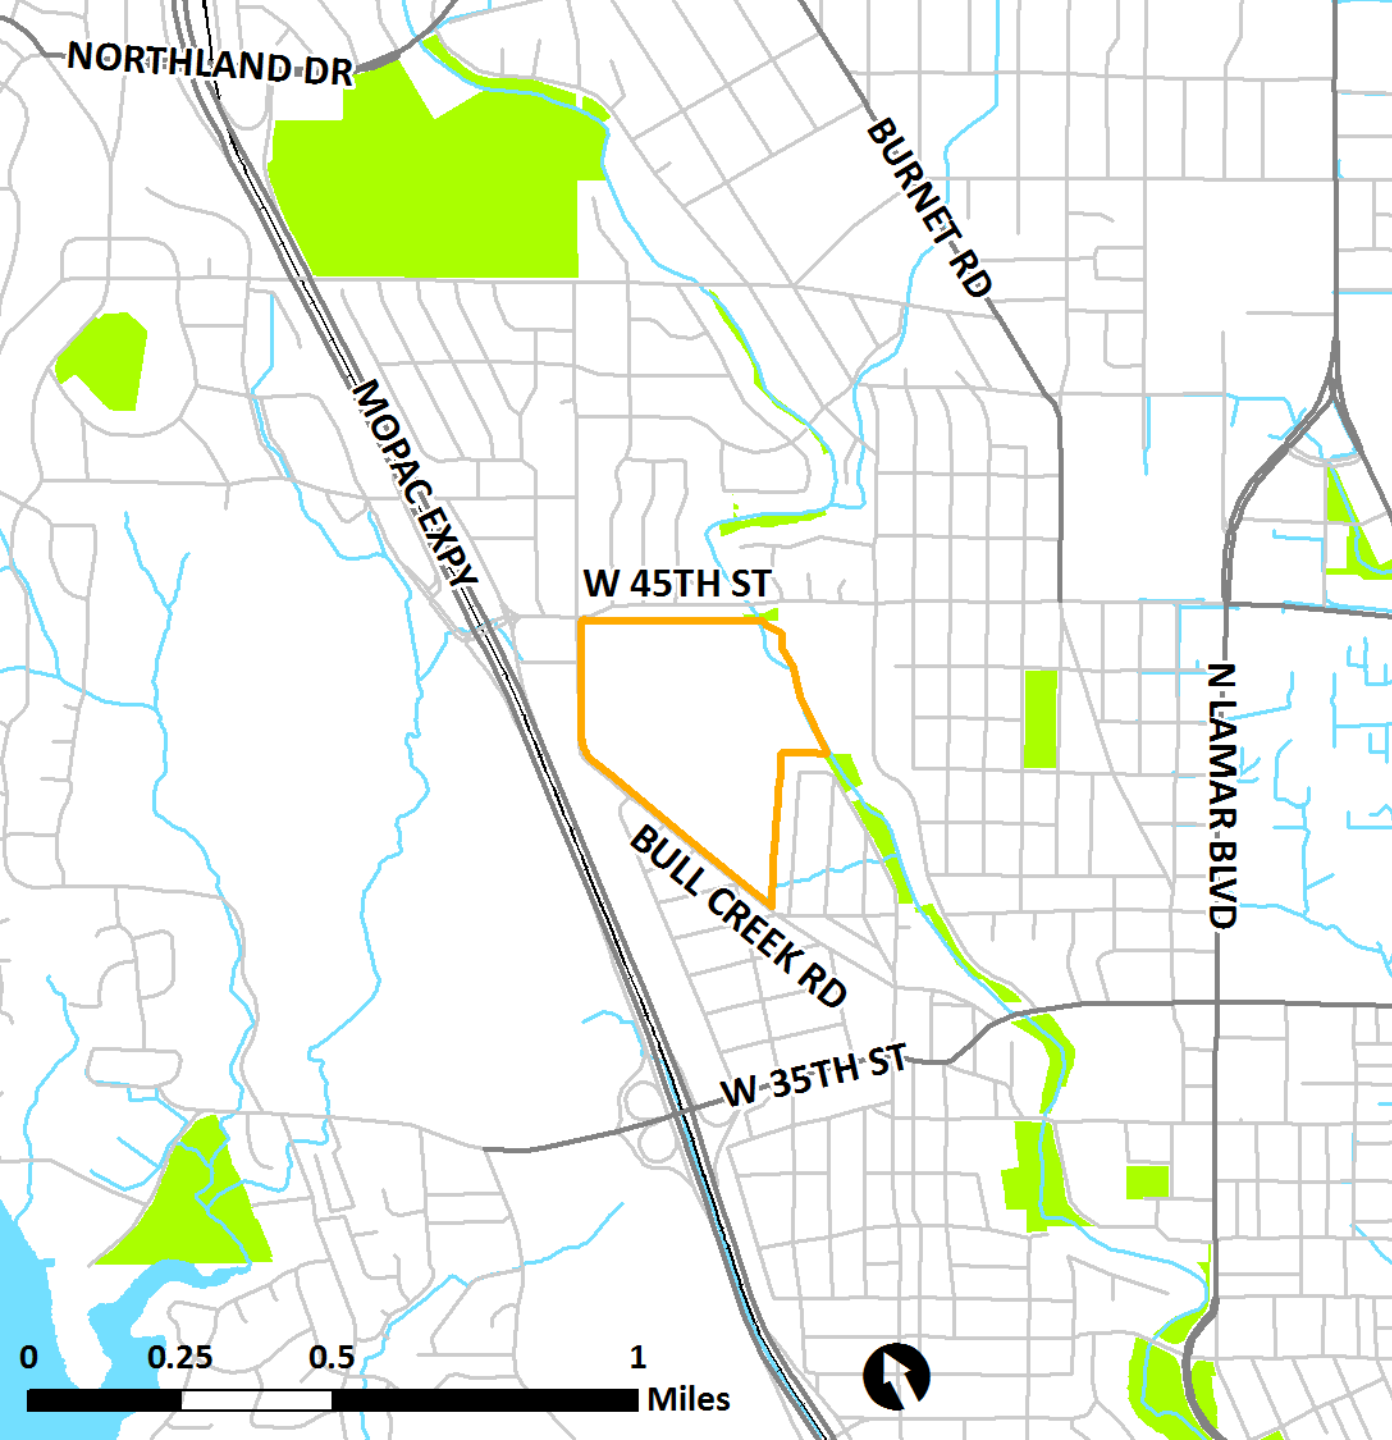 NORTHLAND DR
BURNET RD
MOPAC EXPY
W 45TH ST
N LAMAR BLVD
BULL CREEK RD
W 35TH ST
0 0.25 0.5 1
Miles